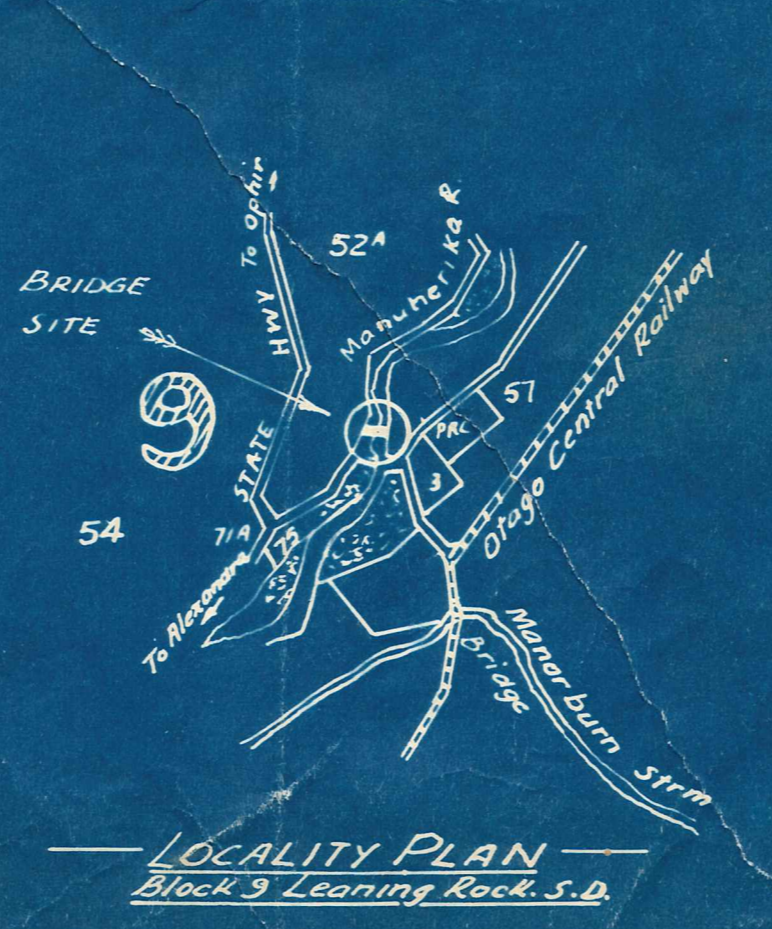 To Ophir
52A
Manuherika R.
BRIDGE
SITE
STATE HWY
9
57
PRL
3
Otago Central Railway
54
71A
75
To Alexandra
Manorburn Strm
Bridge
LOCALITY PLAN
Block 9 Leaning Rock. S.D.